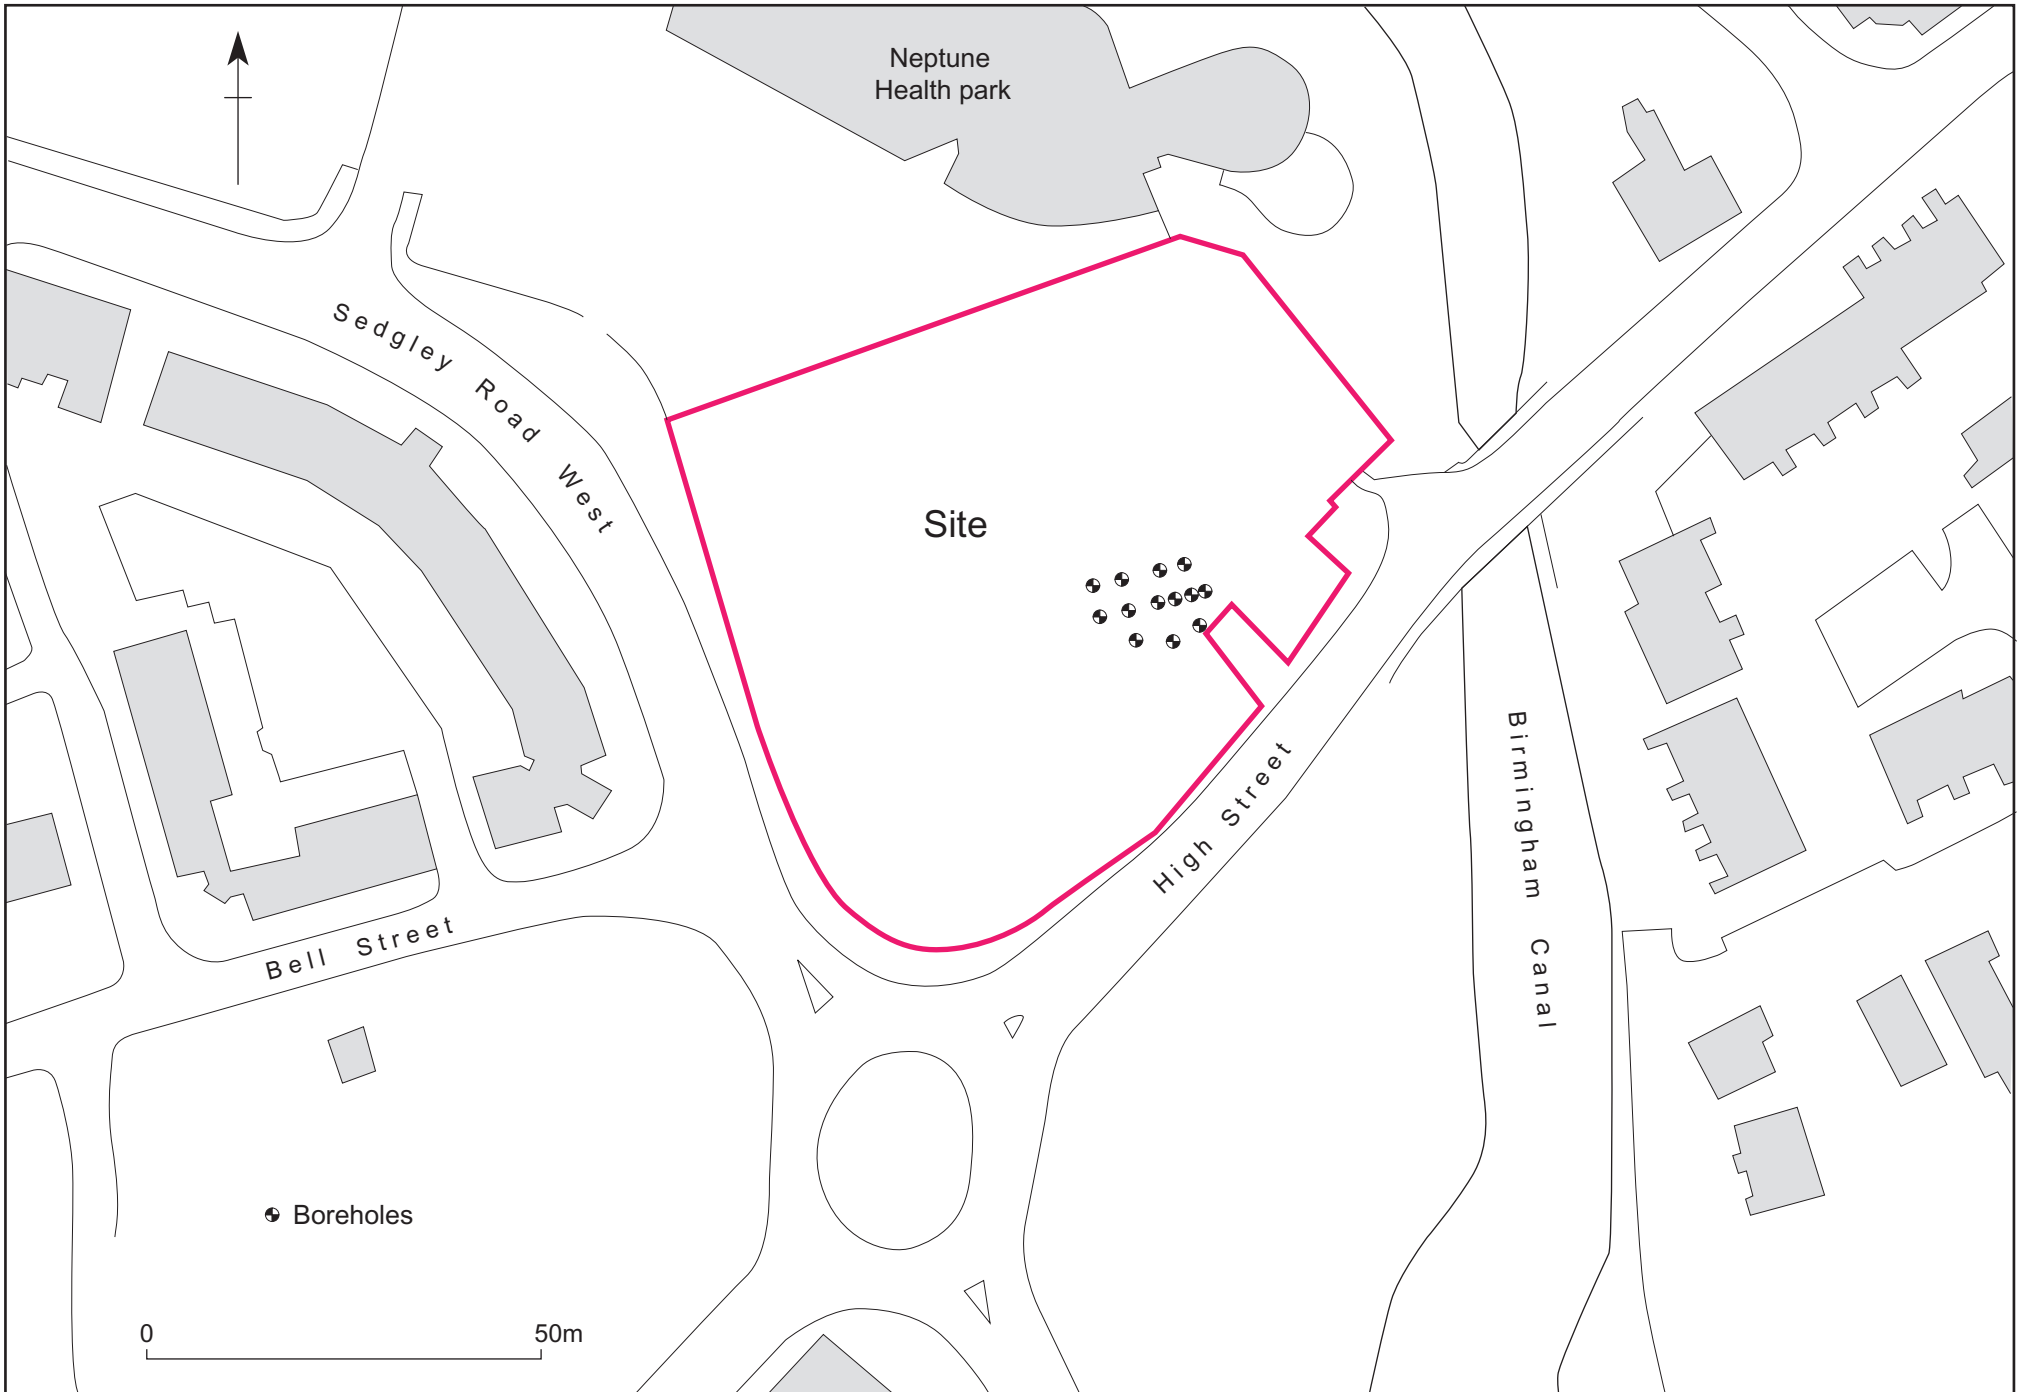 Neptune
Health park
Sedgley Road West
Site
High Street
Birmingham Canal
Bell Street
Boreholes
0 50m